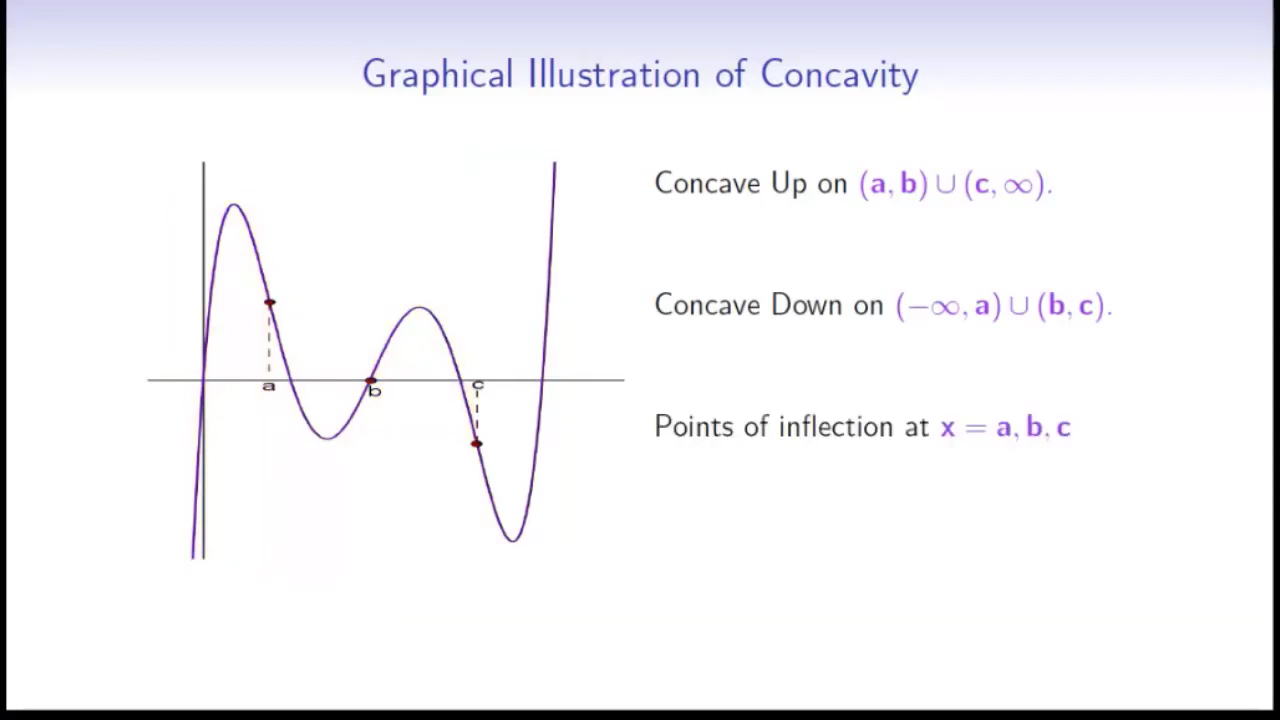 Graphical Illustration of Concavity
Concave Up on (a, b) ∪ (c, ∞).
Concave Down on (−∞, a) ∪ (b, c).
a
b
c
Points of inflection at x = a, b, c